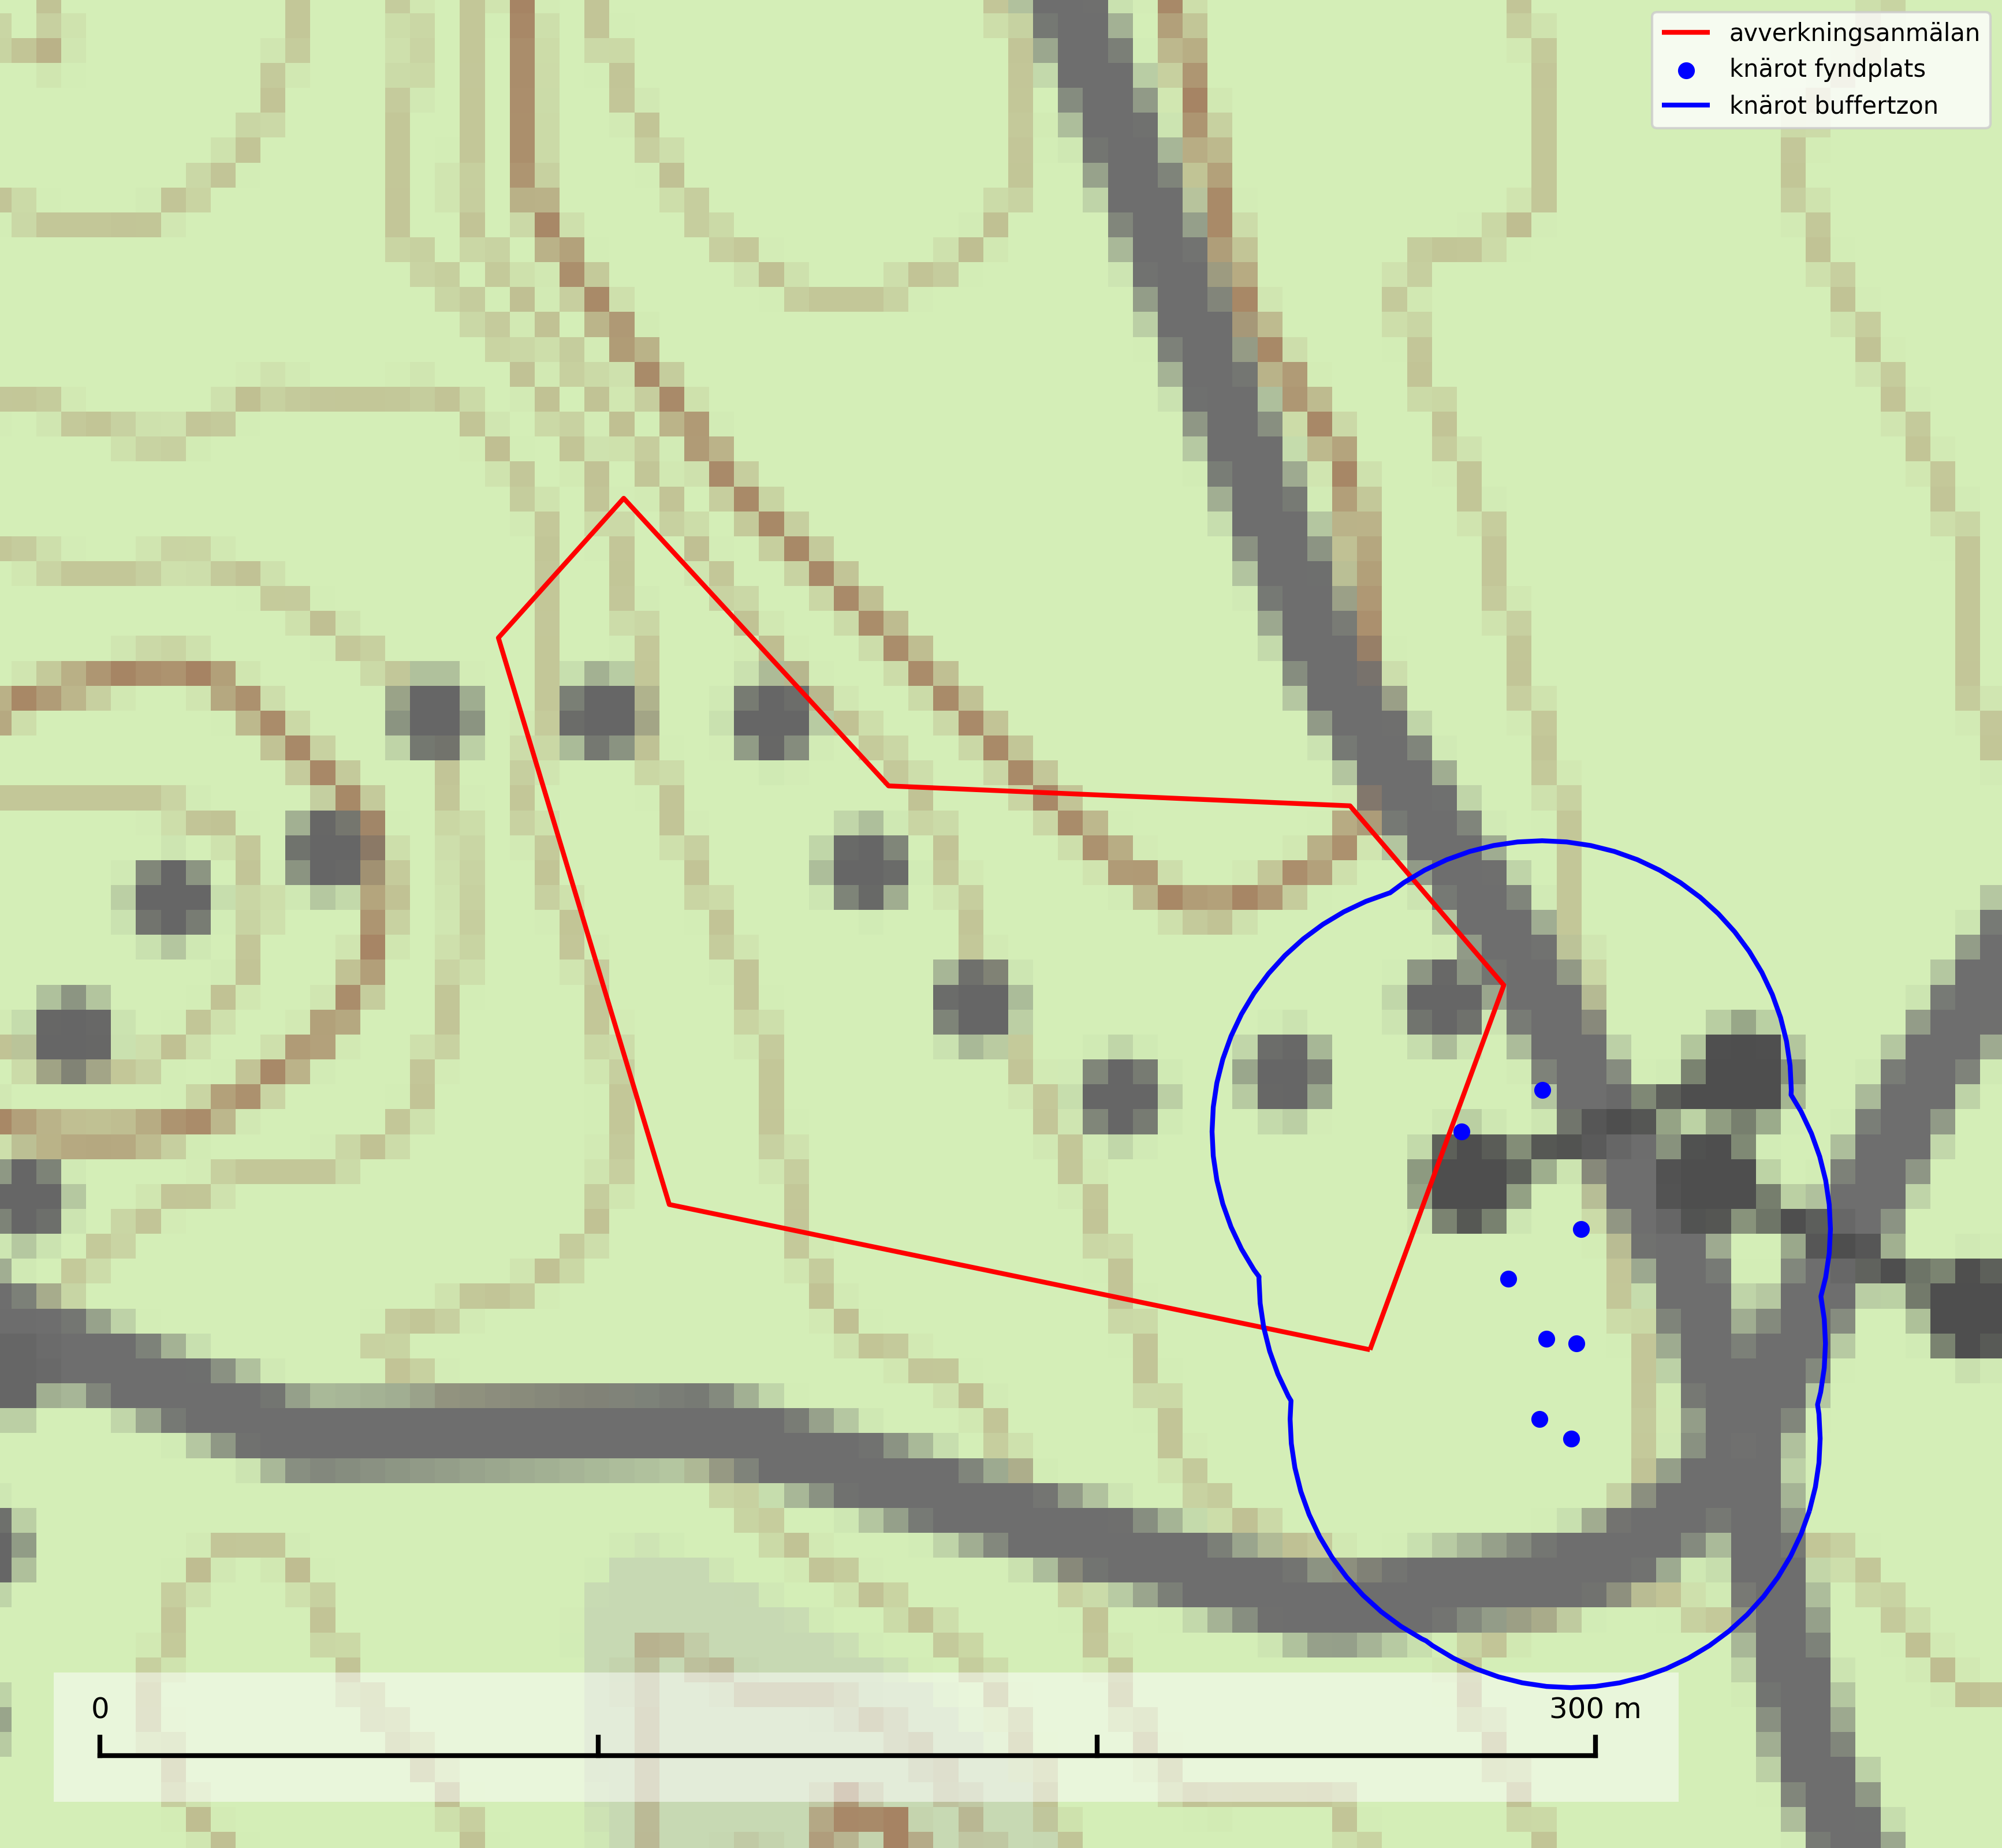 avverkningsanmälan
knärot fyndplats
knärot buffertzon
0
300 m